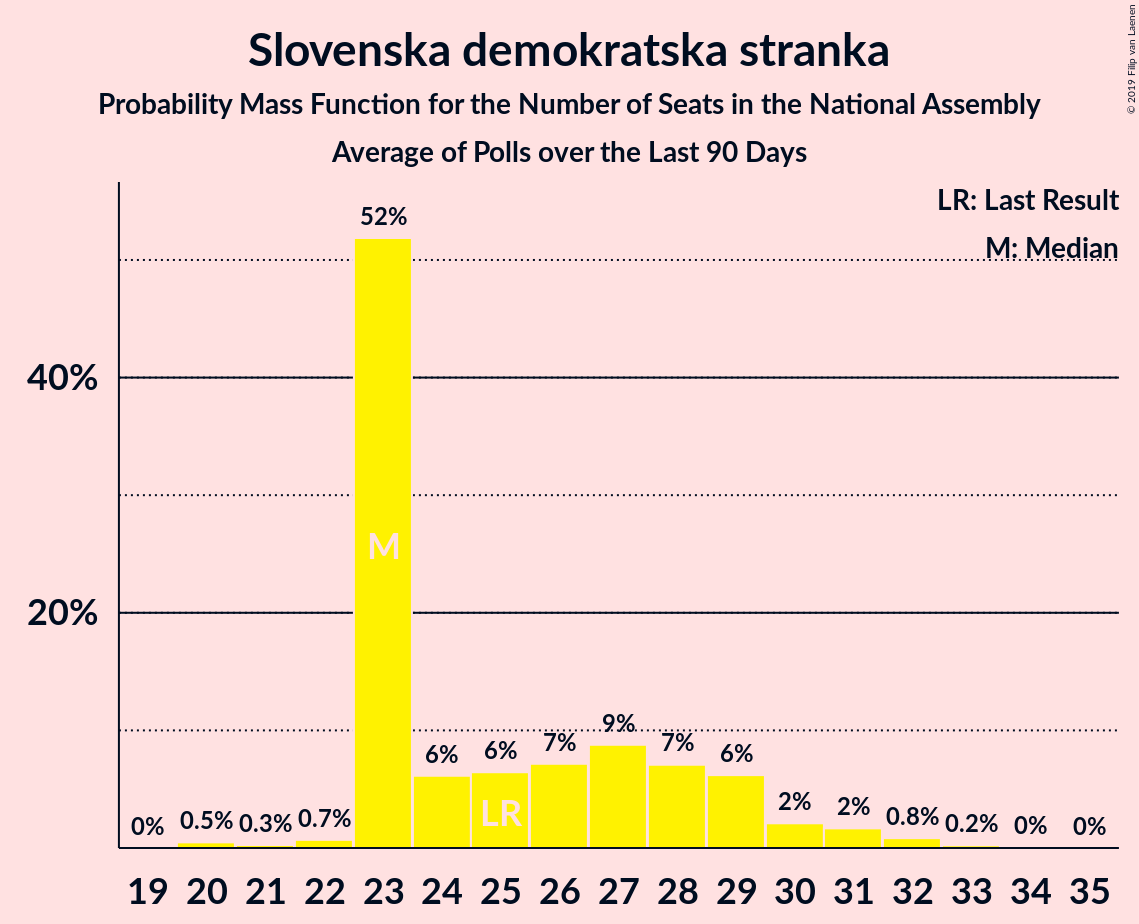 Slovenska demokratska stranka
Probability Mass Function for the Number of Seats in the National Assembly
Average of Polls over the Last 90 Days
© 2019 Filip van Laenen
LR: Last Result
M: Median
40%
20%
0% 0.5% 0.3% 0.7% 52% 6% 6% 7% 9% 7% 6% 2% 2% 0.8% 0.2% 0% 0%
M
LR
19 20 21 22 23 24 25 26 27 28 29 30 31 32 33 34 35